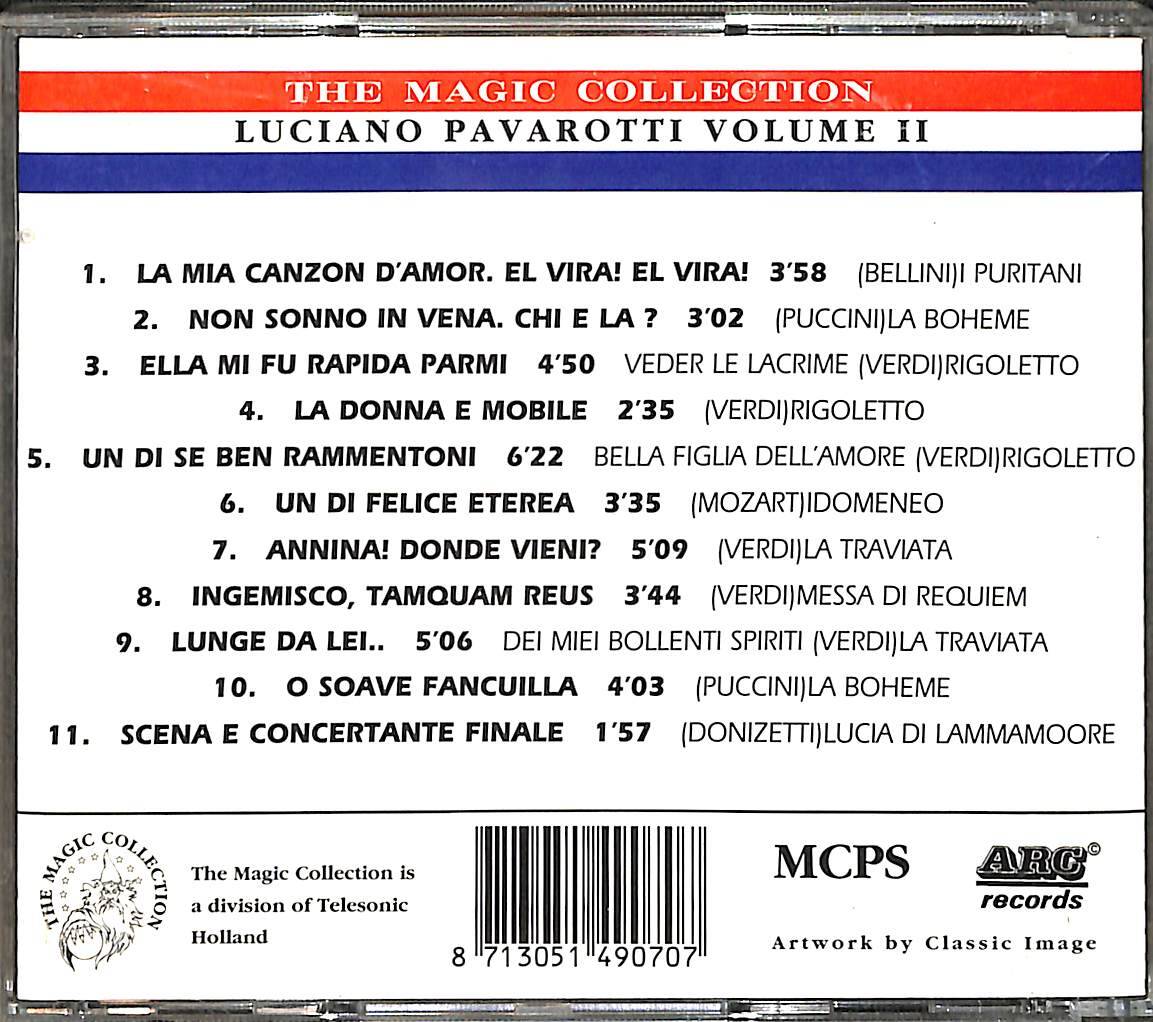 THE MAGIC COLLECTION
LUCIANO PAVAROTTI VOLUME II
1. LA MIA CANZON D'AMOR. EL VIRA! EL VIRA! 3'58 (BELLINI)I PURITANI
2. NON SONNO IN VENA. CHI E LA ? 3'02 (PUCCINI)LA BOHEME
3. ELLA MI FU RAPIDA PARMI 4'50 VEDER LE LACRIME (VERDI)RIGOLETTO
4. LA DONNA E MOBILE 2'35 (VERDI)RIGOLETTO
5. UN DI SE BEN RAMMENTONI 6'22 BELLA FIGLIA DELL'AMORE (VERDI)RIGOLETTO
6. UN DI FELICE ETEREA 3'35 (MOZART)IDOMENEO
7. ANNINA! DONDE VIENI? 5'09 (VERDI)LA TRAVIATA
8. INGEMISCO, TAMQUAM REUS 3'44 (VERDI)MESSA DI REQUIEM
9. LUNGE DA LEI.. 5'06 DEI MIEI BOLLENTI SPIRITI (VERDI)LA TRAVIATA
10. O SOAVE FANCUILLA 4'03 (PUCCINI)LA BOHEME
11. SCENA E CONCERTANTE FINALE 1'57 (DONIZETTI)LUCIA DI LAMMAMOORE
THE MAGIC COLLECTION
The Magic Collection is
a division of Telesonic
Holland
8 713051 490707
MCPS
ARC©
records
Artwork by Classic Image